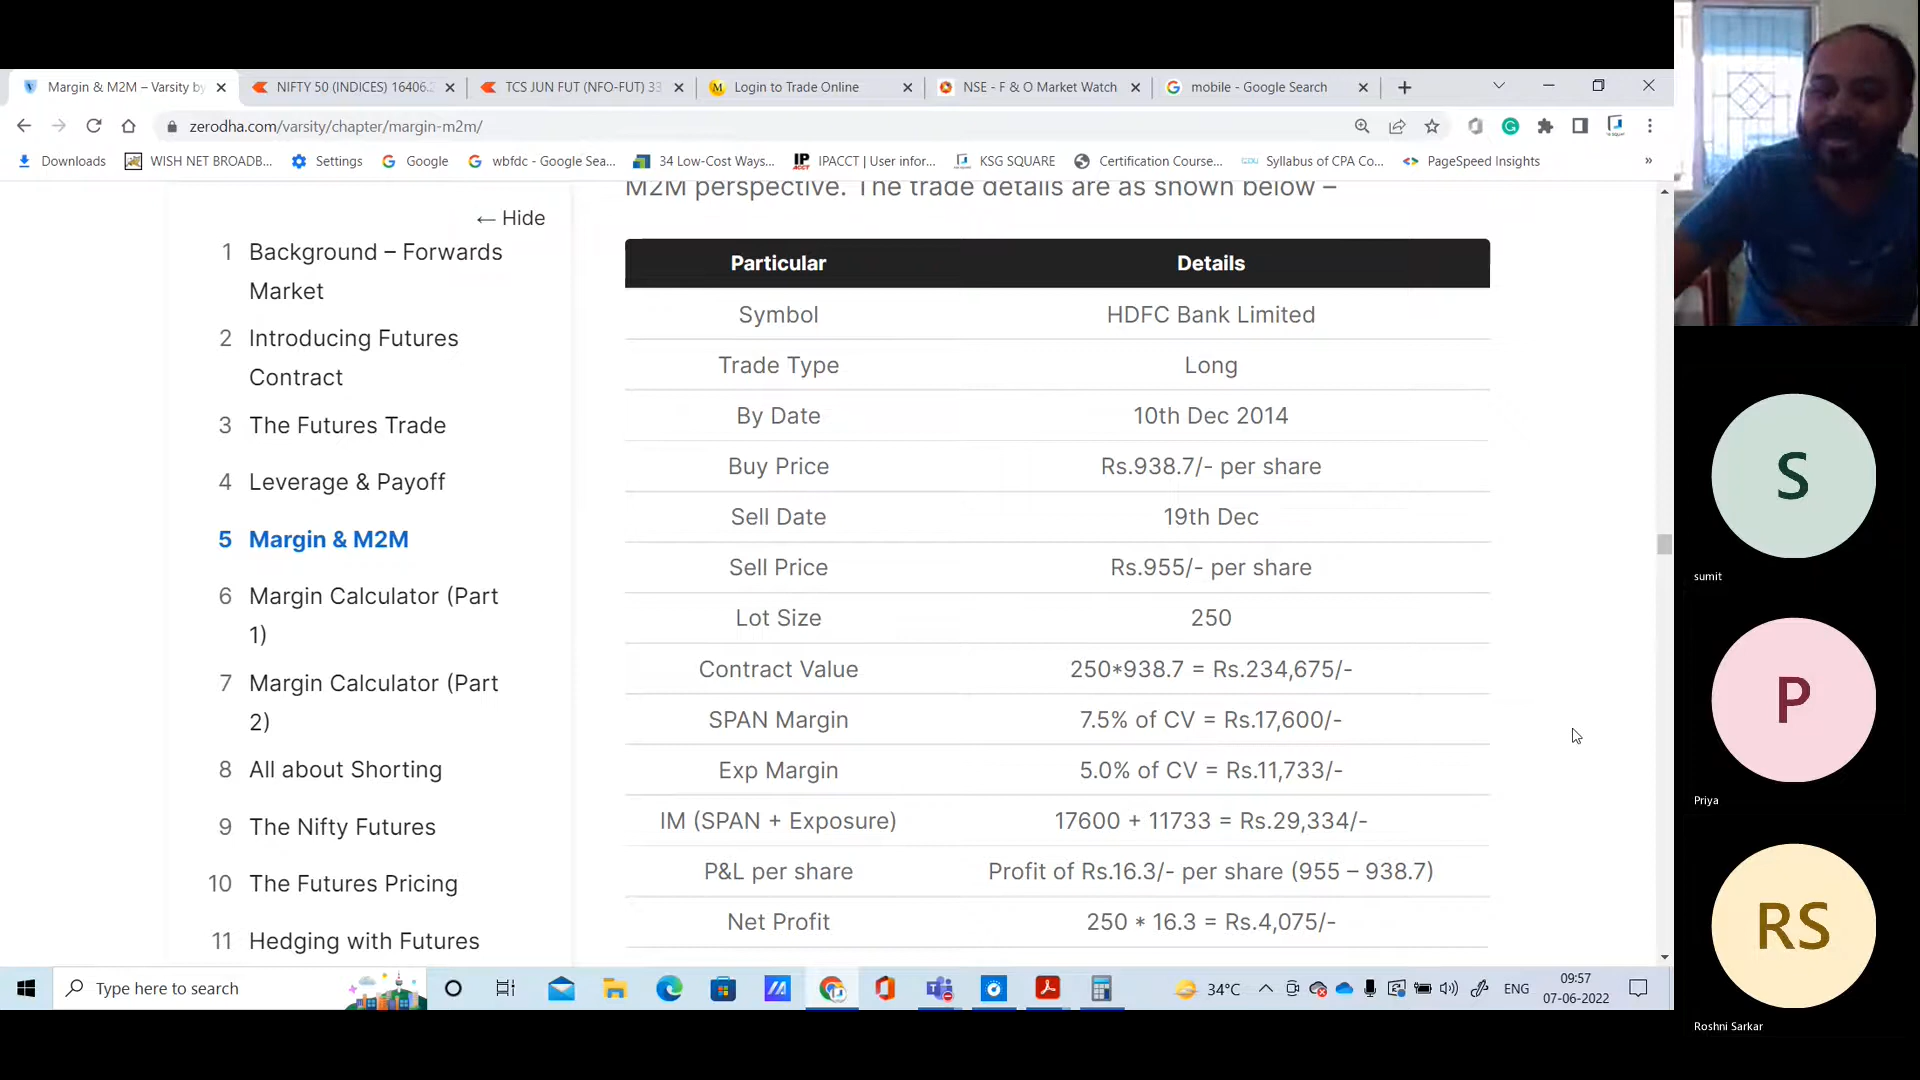 Margin & M2M – Varsity by
NIFTY 50 (INDICES) 16406.2
TCS JUN FUT (NFO-FUT) 33
Login to Trade Online
NSE - F & O Market Watch
mobile - Google Search
zerodha.com/varsity/chapter/margin-m2m/
Downloads
WISH NET BROADB...
Settings
Google
wbfdc - Google Sea...
34 Low-Cost Ways...
IPACCT | User infor...
KSG SQUARE
Certification Course...
Syllabus of CPA Co...
PageSpeed Insights
»
← Hide
1 Background – Forwards
Market
2 Introducing Futures
Contract
3 The Futures Trade
4 Leverage & Payoff
5 Margin & M2M
6 Margin Calculator (Part
1)
7 Margin Calculator (Part
2)
8 All about Shorting
9 The Nifty Futures
10 The Futures Pricing
11 Hedging with Futures
M2M perspective. The trade details are as shown below –
Particular Details
Symbol HDFC Bank Limited
Trade Type Long
By Date 10th Dec 2014
Buy Price Rs.938.7/- per share
Sell Date 19th Dec
Sell Price Rs.955/- per share
Lot Size 250
Contract Value 250*938.7 = Rs.234,675/-
SPAN Margin 7.5% of CV = Rs.17,600/-
Exp Margin 5.0% of CV = Rs.11,733/-
IM (SPAN + Exposure) 17600 + 11733 = Rs.29,334/-
P&L per share Profit of Rs.16.3/- per share (955 – 938.7)
Net Profit 250 * 16.3 = Rs.4,075/-
Type here to search
34°C
ENG
09:57
07-06-2022
S
sumit
P
Priya
RS
Roshni Sarkar